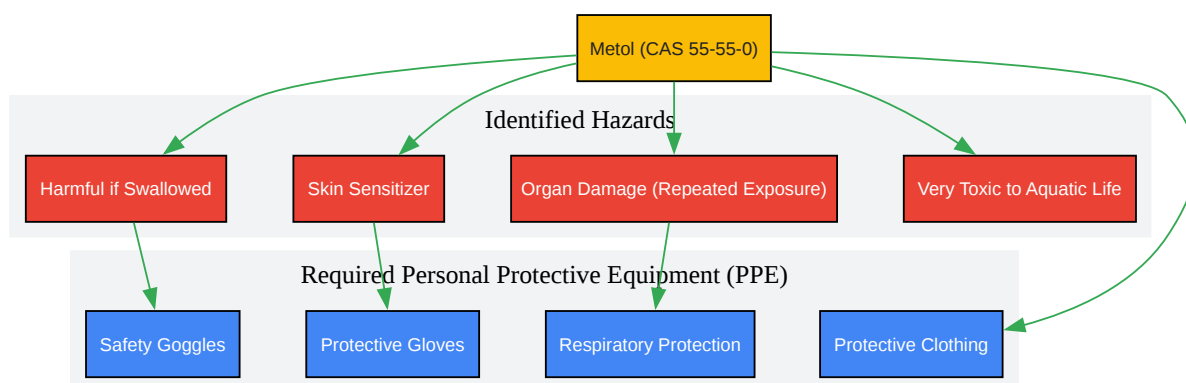 Metol (CAS 55-55-0)
Identified Hazards
Harmful if Swallowed
Skin Sensitizer
Organ Damage (Repeated Exposure)
Very Toxic to Aquatic Life
Required Personal Protective Equipment (PPE)
Safety Goggles
Protective Gloves
Respiratory Protection
Protective Clothing